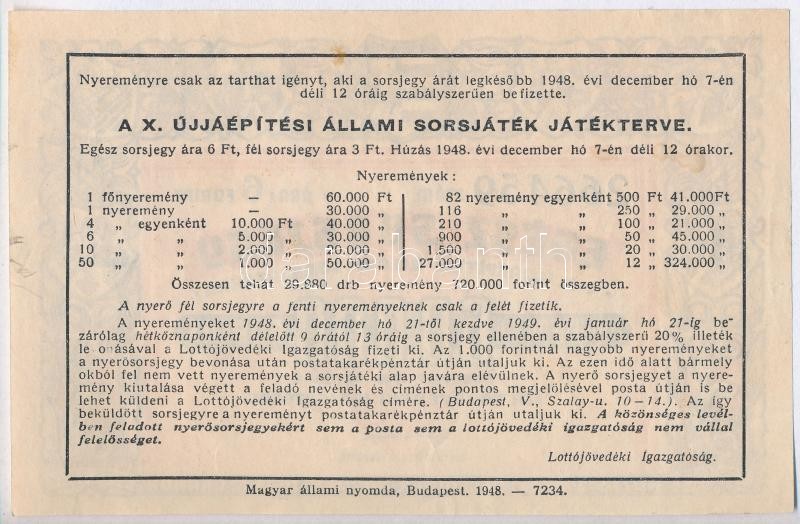 Nyereményre csak az tarthat igényt, aki a sorsjegy árát legkésőbb 1948. évi december hó 7-én
déli 12 óráig szabályszerűen befizette.
A X. ÚJJÁÉPÍTÉSI ÁLLAMI SORSJÁTÉK JÁTÉKTERVE.
Egész sorsjegy ára 6 Ft, fél sorsjegy ára 3 Ft. Húzás 1948. évi december hó 7-én déli 12 órakor.
Nyeremények :
1 főnyeremény — 60.000 Ft 82 nyeremény egyenként 500 Ft 41.000 Ft
1 nyeremény — 30.000 „ 116 „ „ 250 „ 29.000 „
4 „ egyenként 10.000 Ft 40.000 „ 210 „ „ 100 „ 21.000 „
6 „ „ 5.000 „ 30.000 „ 900 „ „ 50 „ 45.000 „
10 „ „ 2.000 „ 20.000 „ 1.500 „ „ 20 „ 30.000 „
50 „ „ 1.000 „ 50.000 „ 27.000 „ „ 12 „ 324.000 „
Összesen tehát 29.880 drb nyeremény 720.000 forint összegben.
A nyerő fél sorsjegyre a fenti nyereményeknek csak a felét fizetik.
A nyereményeket 1948. évi december hó 21-től kezdve 1949. évi január hó 21-ig be-
zárólag hétköznaponként délelőtt 9 órától 13 óráig a sorsjegy ellenében a szabályszerű 20% illeték
le onásával a Lottójövedéki Igazgatóság fizeti ki. Az 1.000 forintnál nagyobb nyereményeket
a nyerősorsjegy bevonása után postatakarékpénztár útján utaljuk ki. Az ezen idő alatt bármely
okból fel nem vett nyeremények a sorsjátéki alap javára elévülnek. A nyerő sorsjegyet a nyere-
mény kiutalása végett a feladó nevének és címének pontos megjelölésével posta útján is be
lehet küldeni a Lottójövedéki Igazgatóság címére. (Budapest, V., Szalay-u. 10—14.). Az így
beküldött sorsjegyre a nyereményt postatakarékpénztár útján utaljuk ki. A közönséges levél-
ben feladott nyerősorsjegyekért sem a posta sem a lottójövedéki igazgatóság nem vállal
felelősséget.
Lottójövedéki Igazgatóság.
Magyar állami nyomda, Budapest. 1948. — 7234.
darabanth